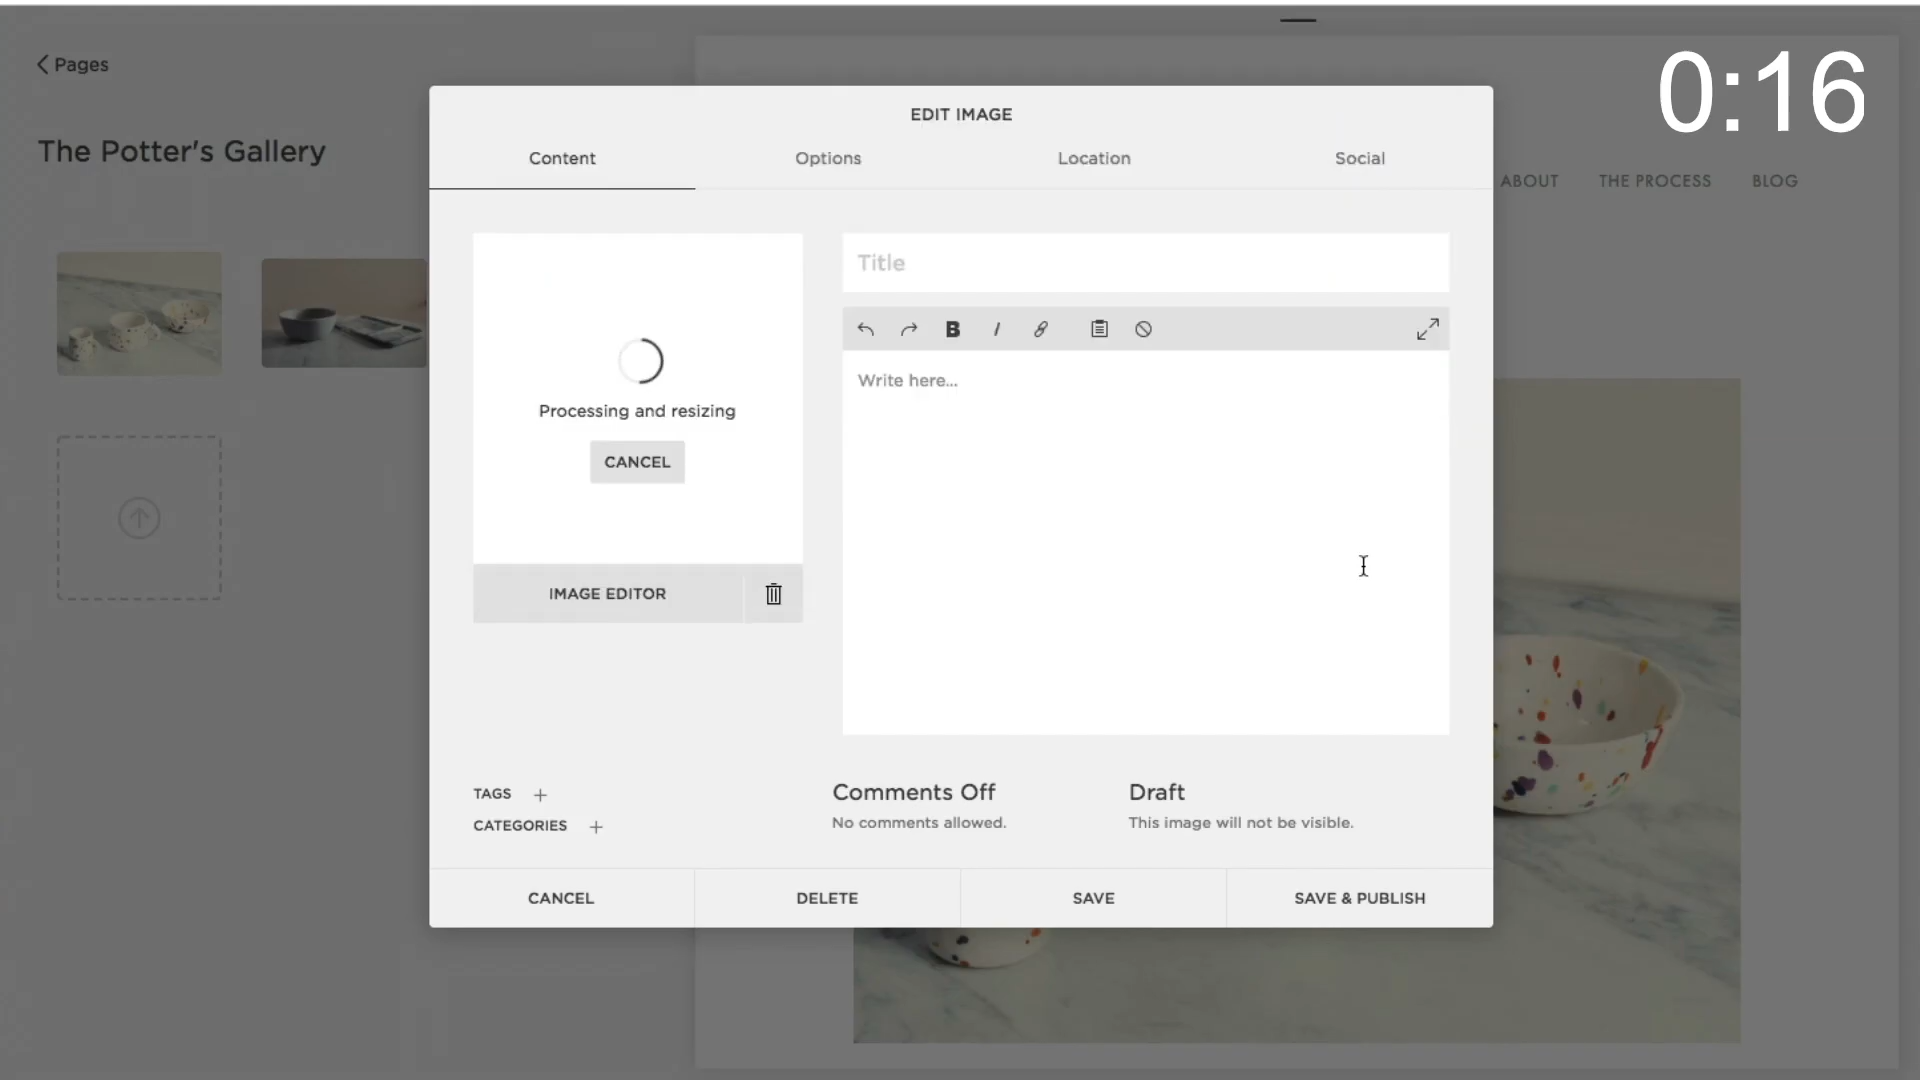 0:16
Pages
The Potter's Gallery
ABOUT THE PROCESS BLOG
EDIT IMAGE
Content Options Location Social
Title
B I
Write here...
Processing and resizing
CANCEL
IMAGE EDITOR
TAGS +
CATEGORIES +
Comments Off
No comments allowed.
Draft
This image will not be visible.
CANCEL DELETE SAVE SAVE & PUBLISH